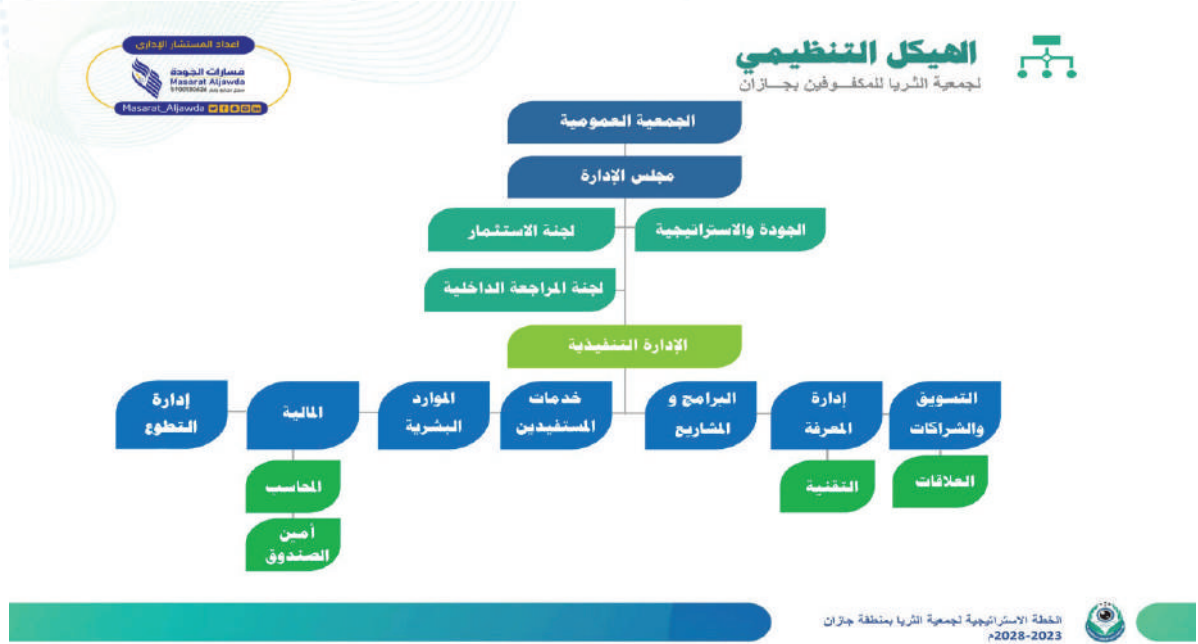 الهيكل التنظيمي
لجمعية الثريا للمكفوفين بجازان
اعداد المستشار الإداري
مسارات الجودة
Masarat Aljawda
Masarat_Aljawda
الجمعية العمومية
مجلس الإدارة
الجودة والاستراتيجية
لجنة الاستثمار
لجنة المراجعة الداخلية
الإدارة التنفيذية
التسويق
والشراكات
إدارة
المعرفة
البرامج و
المشاريع
خدمات
المستفيدين
الموارد
البشرية
المالية
إدارة
التطوع
العلاقات
التقنية
المحاسب
أمين
الصندوق
الخطة الاستراتيجية لجمعية الثريا بمنطقة جازان
2023-2028م